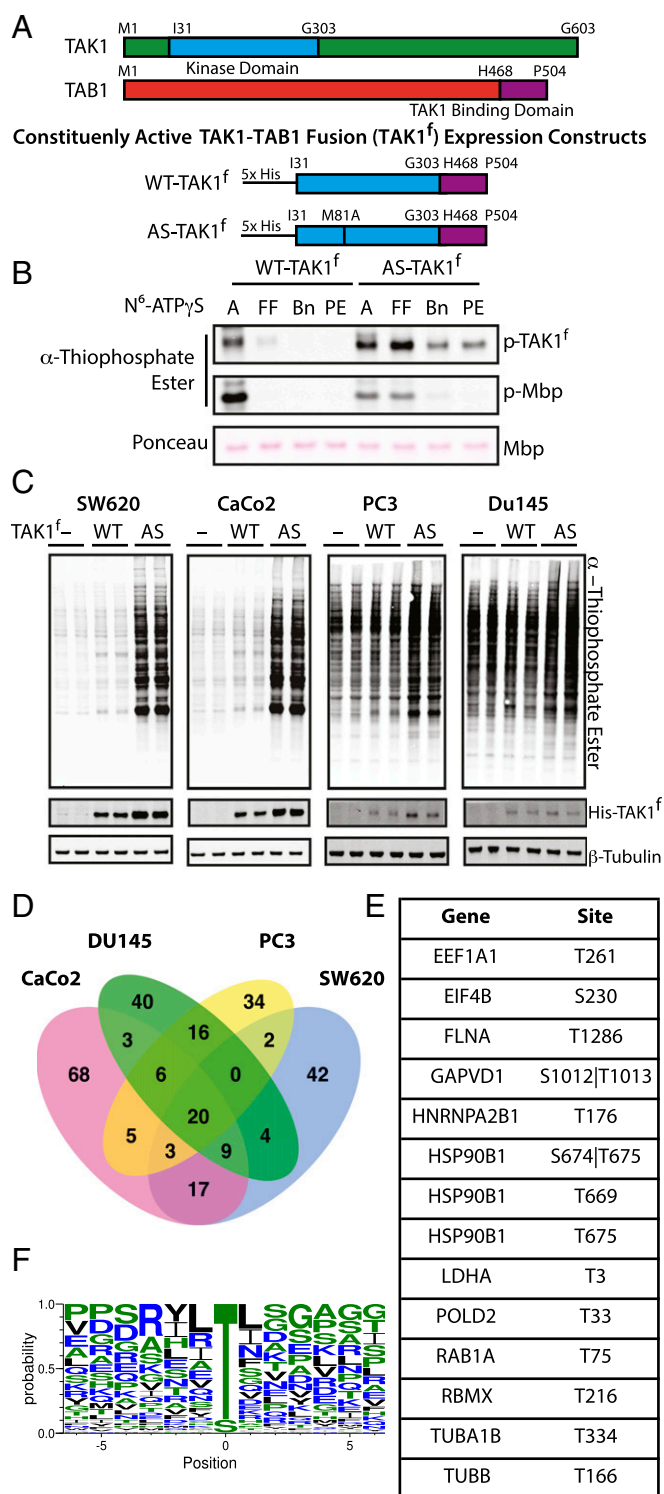 A
M1 I31 G303 G603
TAK1
M1 Kinase Domain H468 P504
TAB1
TAK1 Binding Domain
Constituenly Active TAK1-TAB1 Fusion (TAK1f) Expression Constructs
I31 G303 H468 P504
WT-TAK1f 5x His
I31 M81A G303 H468 P504
AS-TAK1f 5x His
B
WT-TAK1f AS-TAK1f
N6-ATPγS A FF Bn PE A FF Bn PE
α-Thiophosphate Ester
p-TAK1f
p-Mbp
Ponceau Mbp
C
SW620 CaCo2 PC3 Du145
TAK1f – WT AS – WT AS – WT AS – WT AS
α -Thiophosphate Ester
His-TAK1f
β-Tubulin
D
DU145 PC3
CaCo2 SW620
40 34
3 16 2
68 6 0 42
20
5 3 9 4
17
E
Gene Site
EEF1A1 T261
EIF4B S230
FLNA T1286
GAPVD1 S1012|T1013
HNRNPA2B1 T176
HSP90B1 S674|T675
HSP90B1 T669
HSP90B1 T675
LDHA T3
POLD2 T33
RAB1A T75
RBMX T216
TUBA1B T334
TUBB T166
F
probability
1.0
0.5
0.0
P P S R Y L T L S G A G G
S
-5 0 5
Position